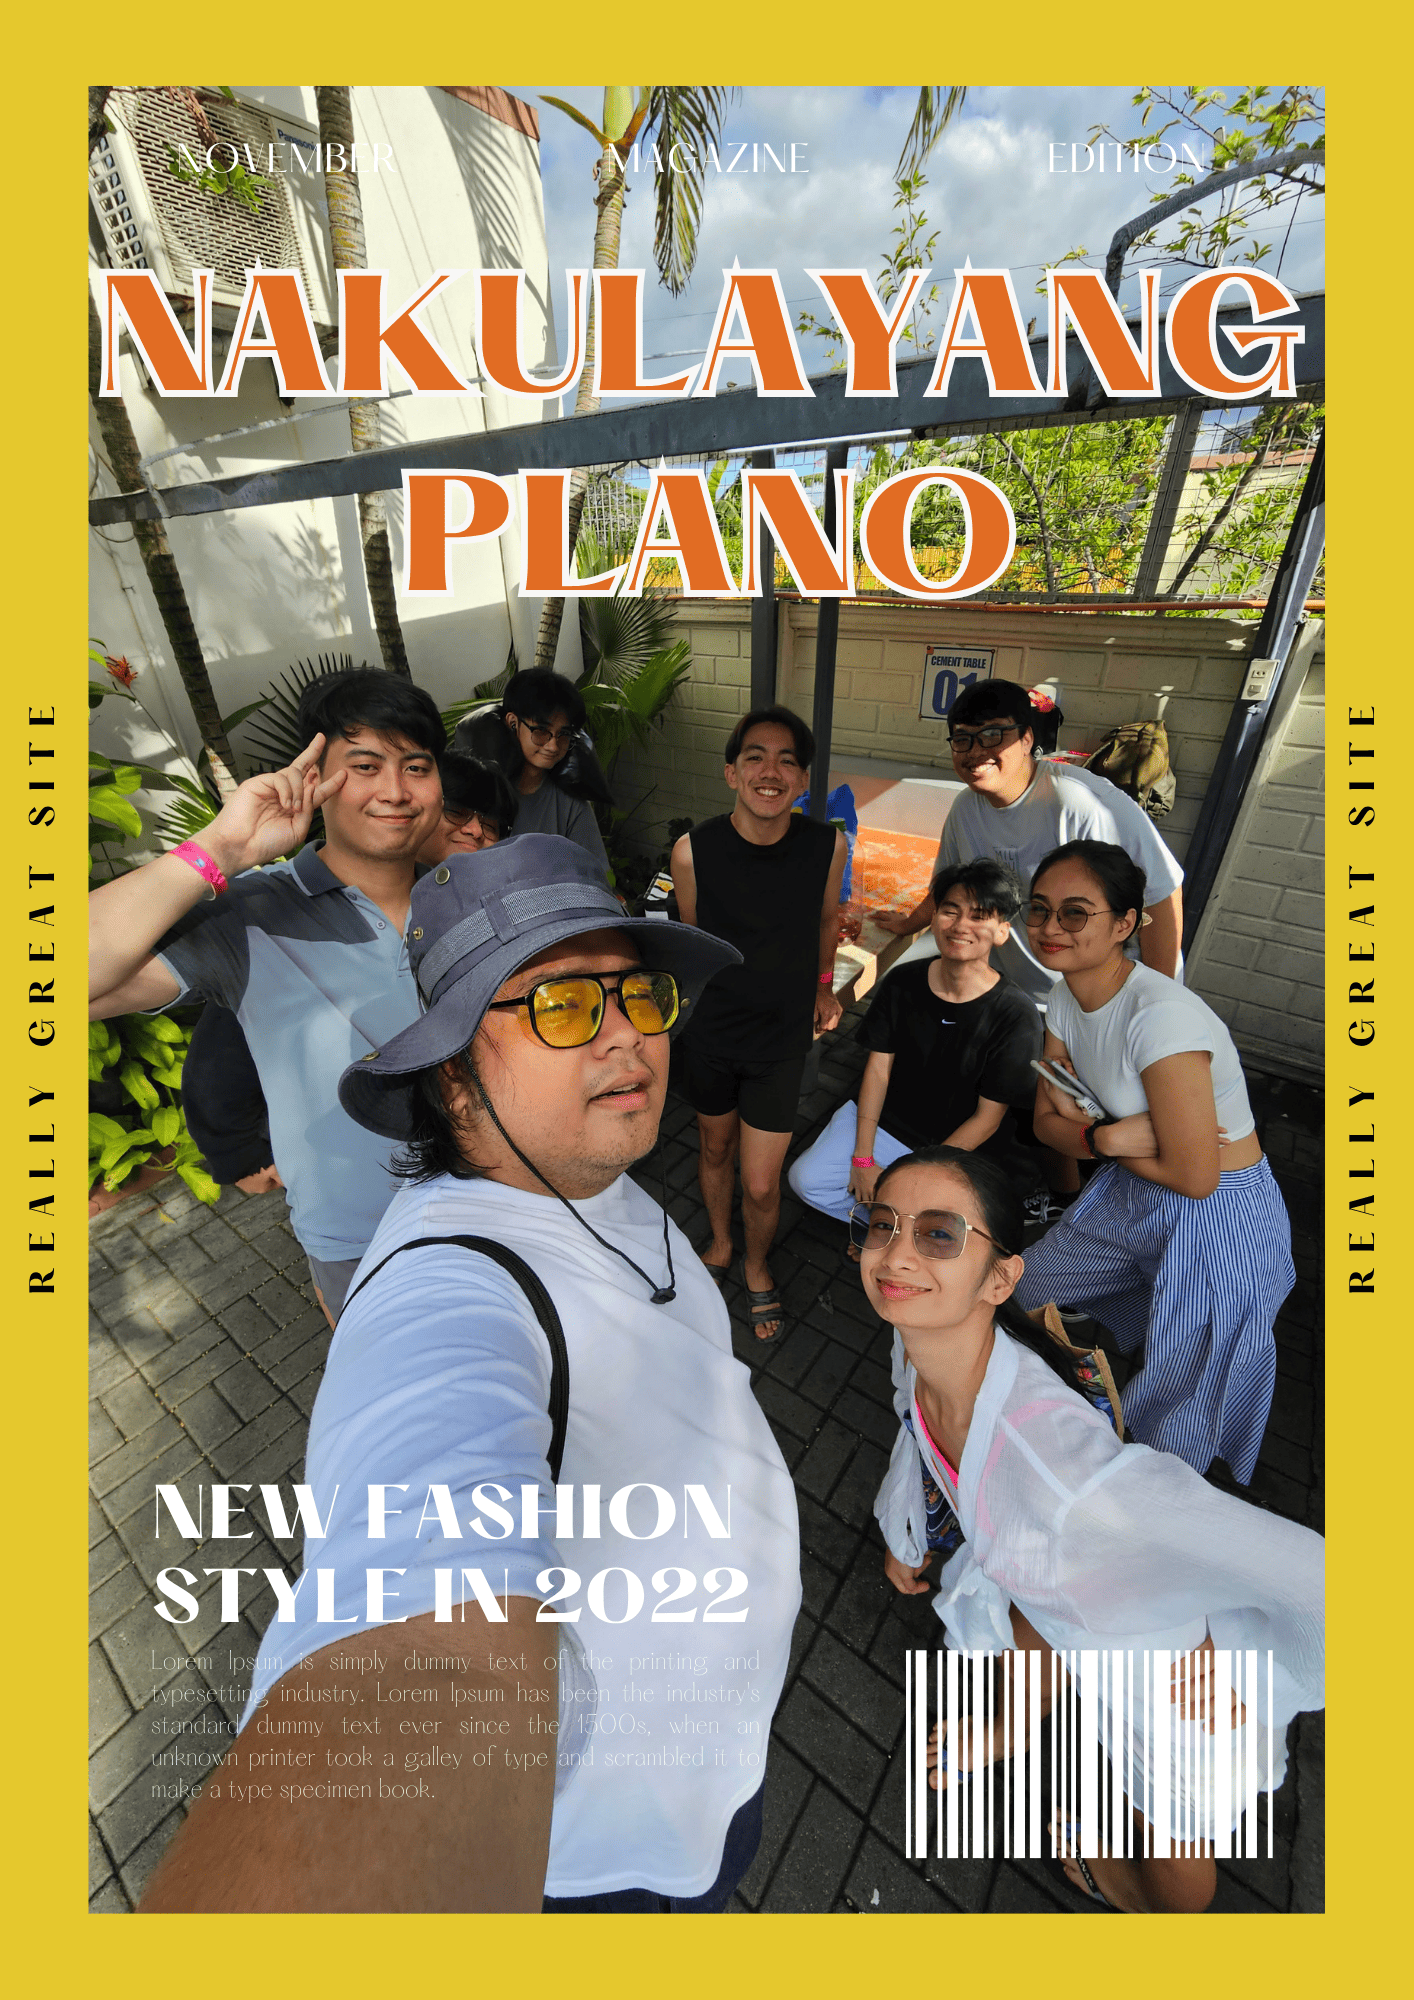 NOVEMBER MAGAZINE EDITION
Panasonic
NAKULAYANG
PLANO
CEMENT TABLE
01
REALLY GREAT SITE
REALLY GREAT SITE
NEW FASHION
STYLE IN 2022
Lorem Ipsum is simply dummy text of the printing and
typesetting industry. Lorem Ipsum has been the industry's
standard dummy text ever since the 1500s, when an
unknown printer took a galley of type and scrambled it to
make a type specimen book.